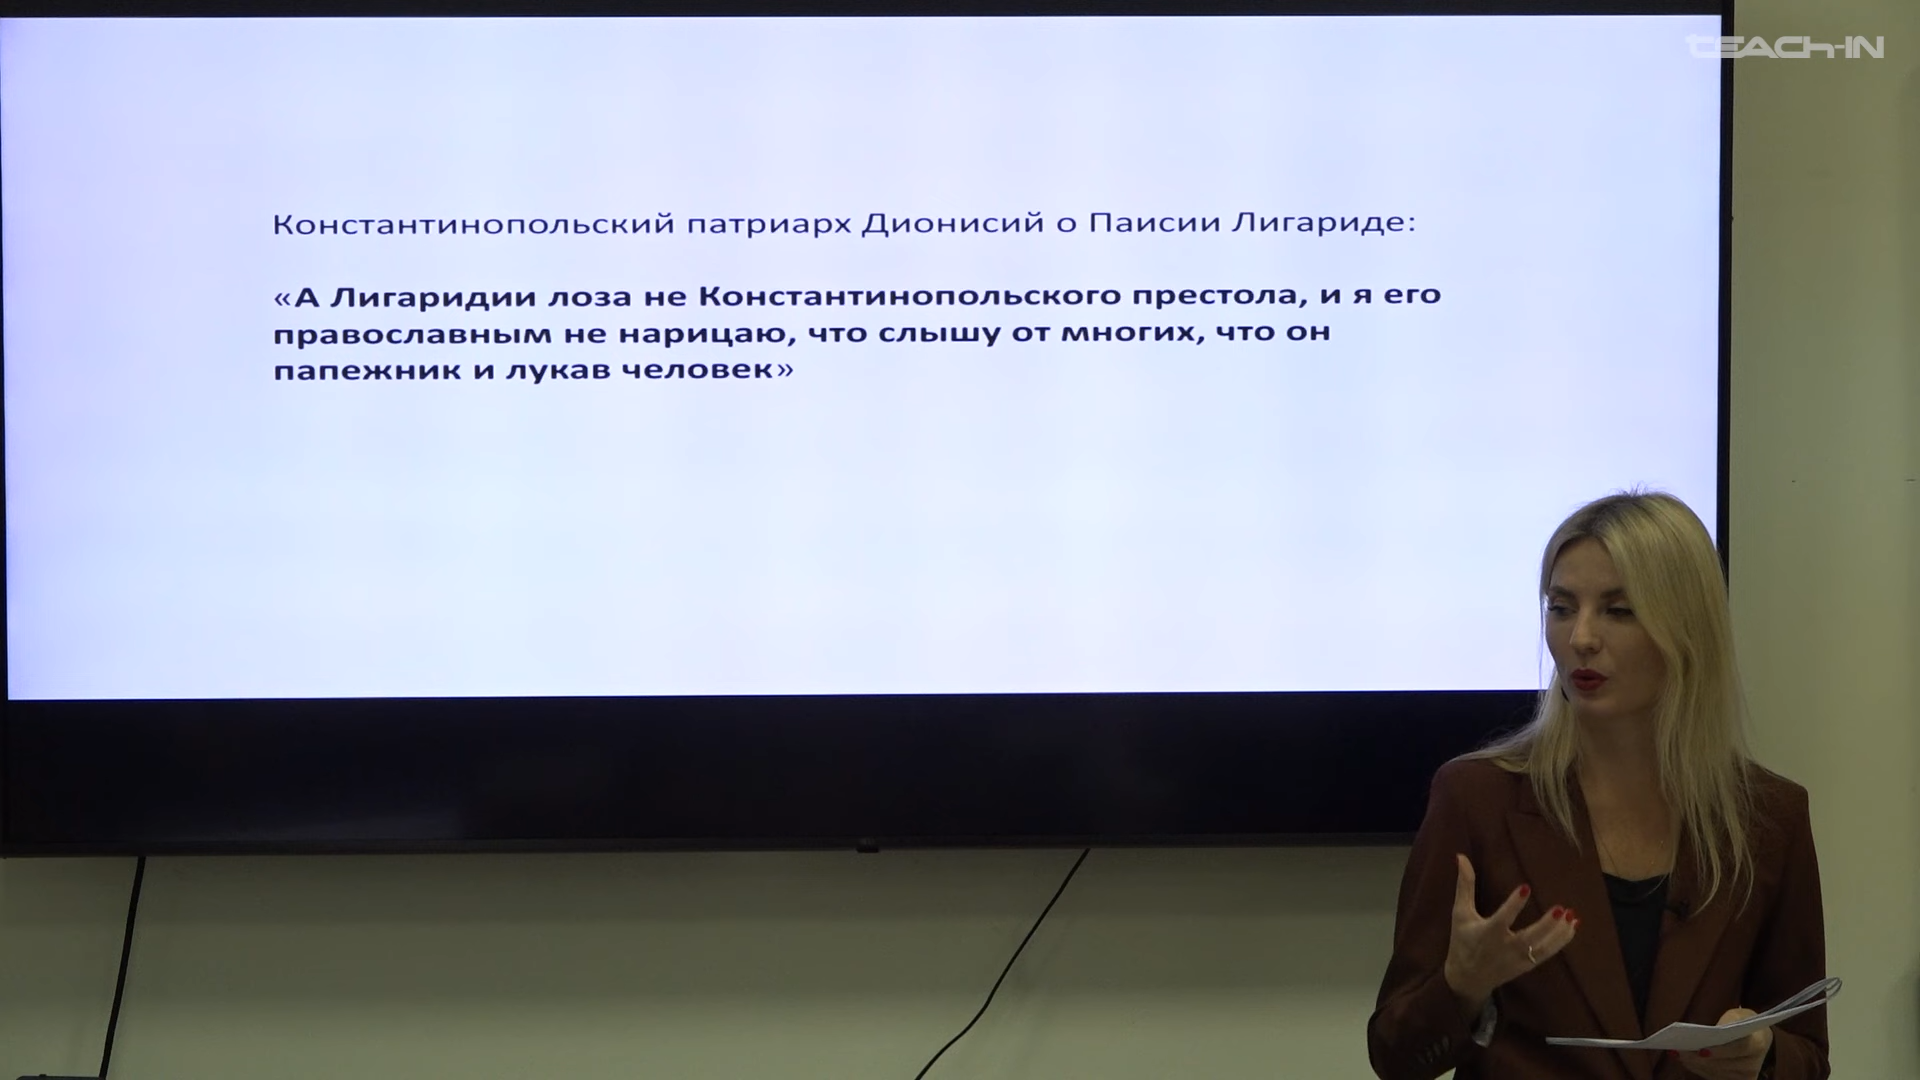 teach-in
Константинопольский патриарх Дионисий о Паисии Лигариде:
«А Лигаридии лоза не Константинопольского престола, и я его
православным не нарицаю, что слышу от многих, что он
папежник и лукав человек»